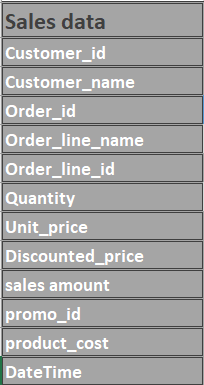 Sales data
Customer_id
Customer_name
Order_id
Order_line_name
Order_line_id
Quantity
Unit_price
Discounted_price
sales amount
promo_id
product_cost
DateTime